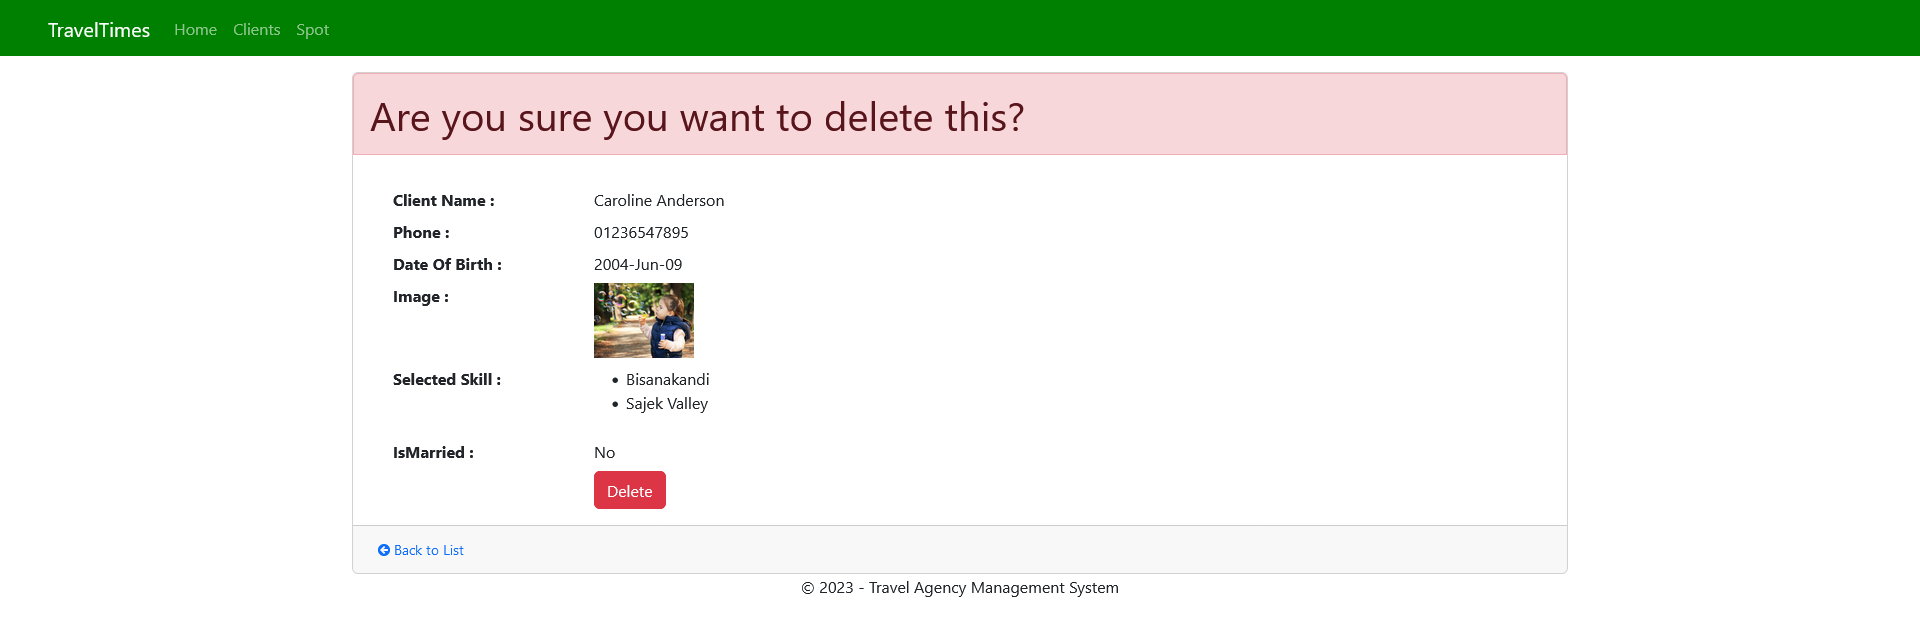 TravelTimes Home Clients Spot
Are you sure you want to delete this?
Client Name : Caroline Anderson
Phone : 01236547895
Date Of Birth : 2004-Jun-09
Image :
Selected Skill : • Bisanakandi
• Sajek Valley
IsMarried : No
Delete
Back to List
© 2023 - Travel Agency Management System